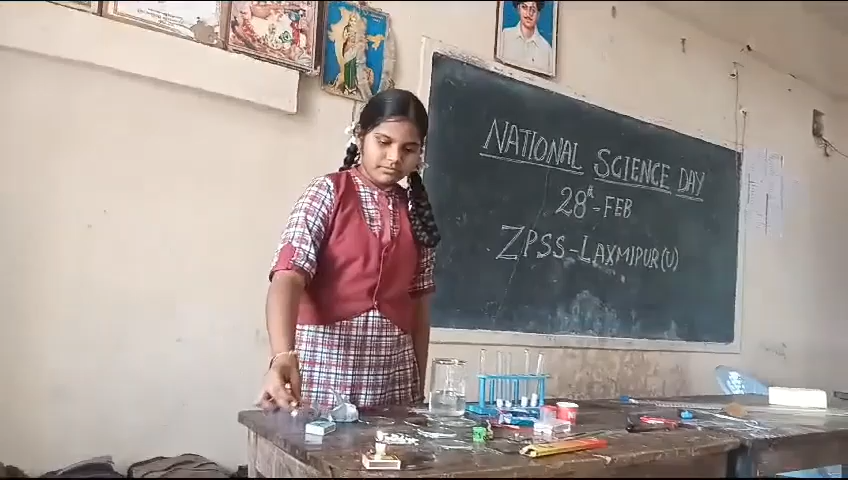 NATIONAL SCIENCE DAY
28th - FEB
ZPSS-LAXMIPUR(U)